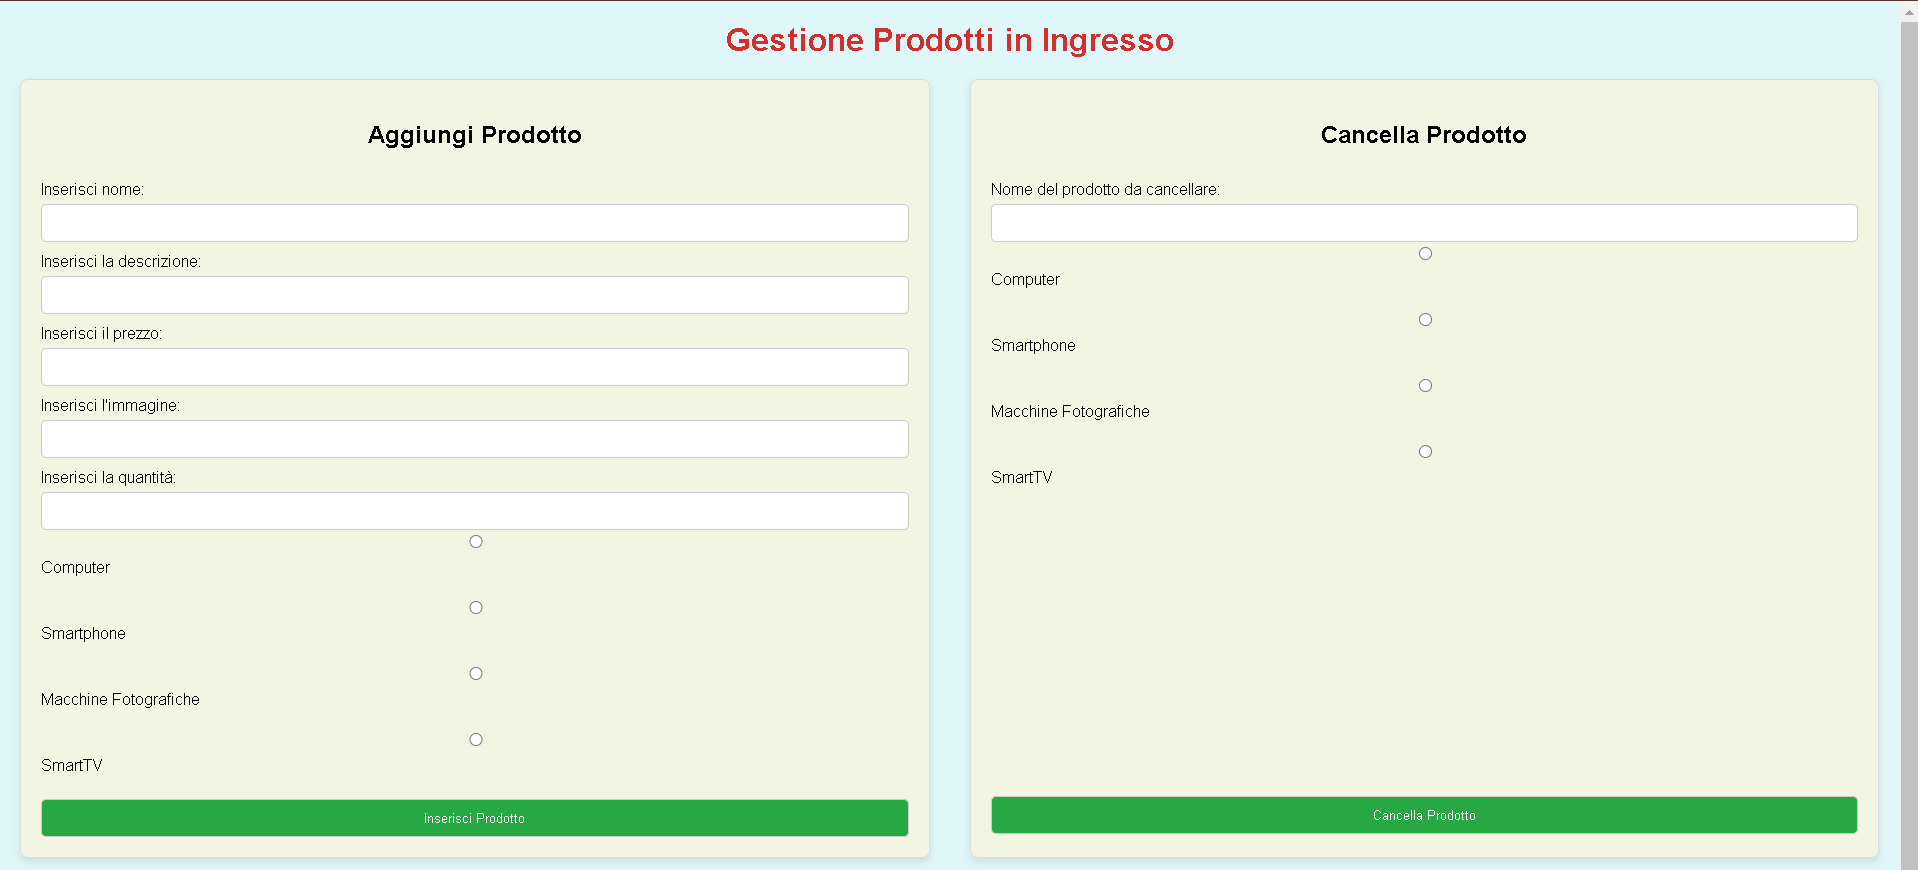 Gestione Prodotti in Ingresso
Aggiungi Prodotto
Inserisci nome:
Inserisci la descrizione:
Inserisci il prezzo:
Inserisci l'immagine:
Inserisci la quantità:
Computer
Smartphone
Macchine Fotografiche
SmartTV
Inserisci Prodotto
Cancella Prodotto
Nome del prodotto da cancellare:
Computer
Smartphone
Macchine Fotografiche
SmartTV
Cancella Prodotto